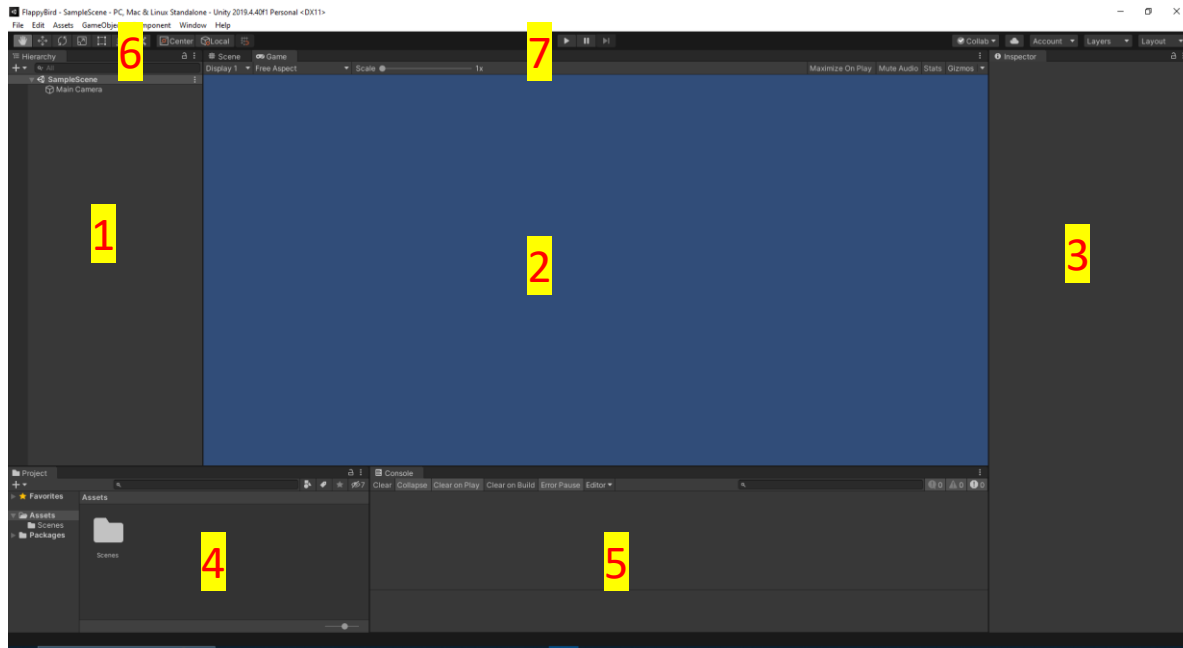 FlappyBird - SampleScene - PC, Mac & Linux Standalone - Unity 2019.4.40f1 Personal <DX11>
File Edit Assets GameObject Component Window Help
6
7
Center Local
Collab Account Layers Layout
Hierarchy
Scene Game
Inspector
All
Display 1 Free Aspect Scale 1x
Maximize On Play Mute Audio Stats Gizmos
SampleScene
Main Camera
1
2
3
Project
Console
7
Clear Collapse Clear on Play Clear on Build Error Pause Editor
0 0 0
Favorites
Assets
Assets
Scenes
Packages
Scenes
4
5